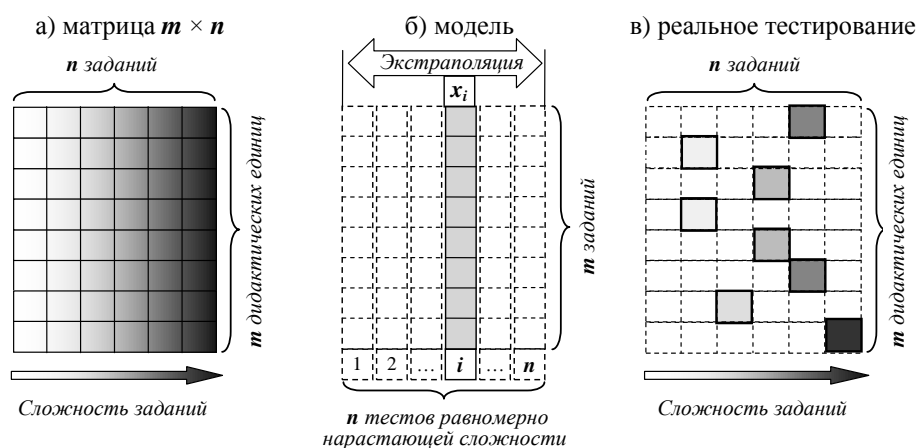 а) матрица m × n
n заданий
m дидактических единиц
Сложность заданий
б) модель
Экстраполяция
xi
m заданий
1 2 … i … n
n тестов равномерно
нарастающей сложности
в) реальное тестирование
n заданий
m дидактических единиц
Сложность заданий